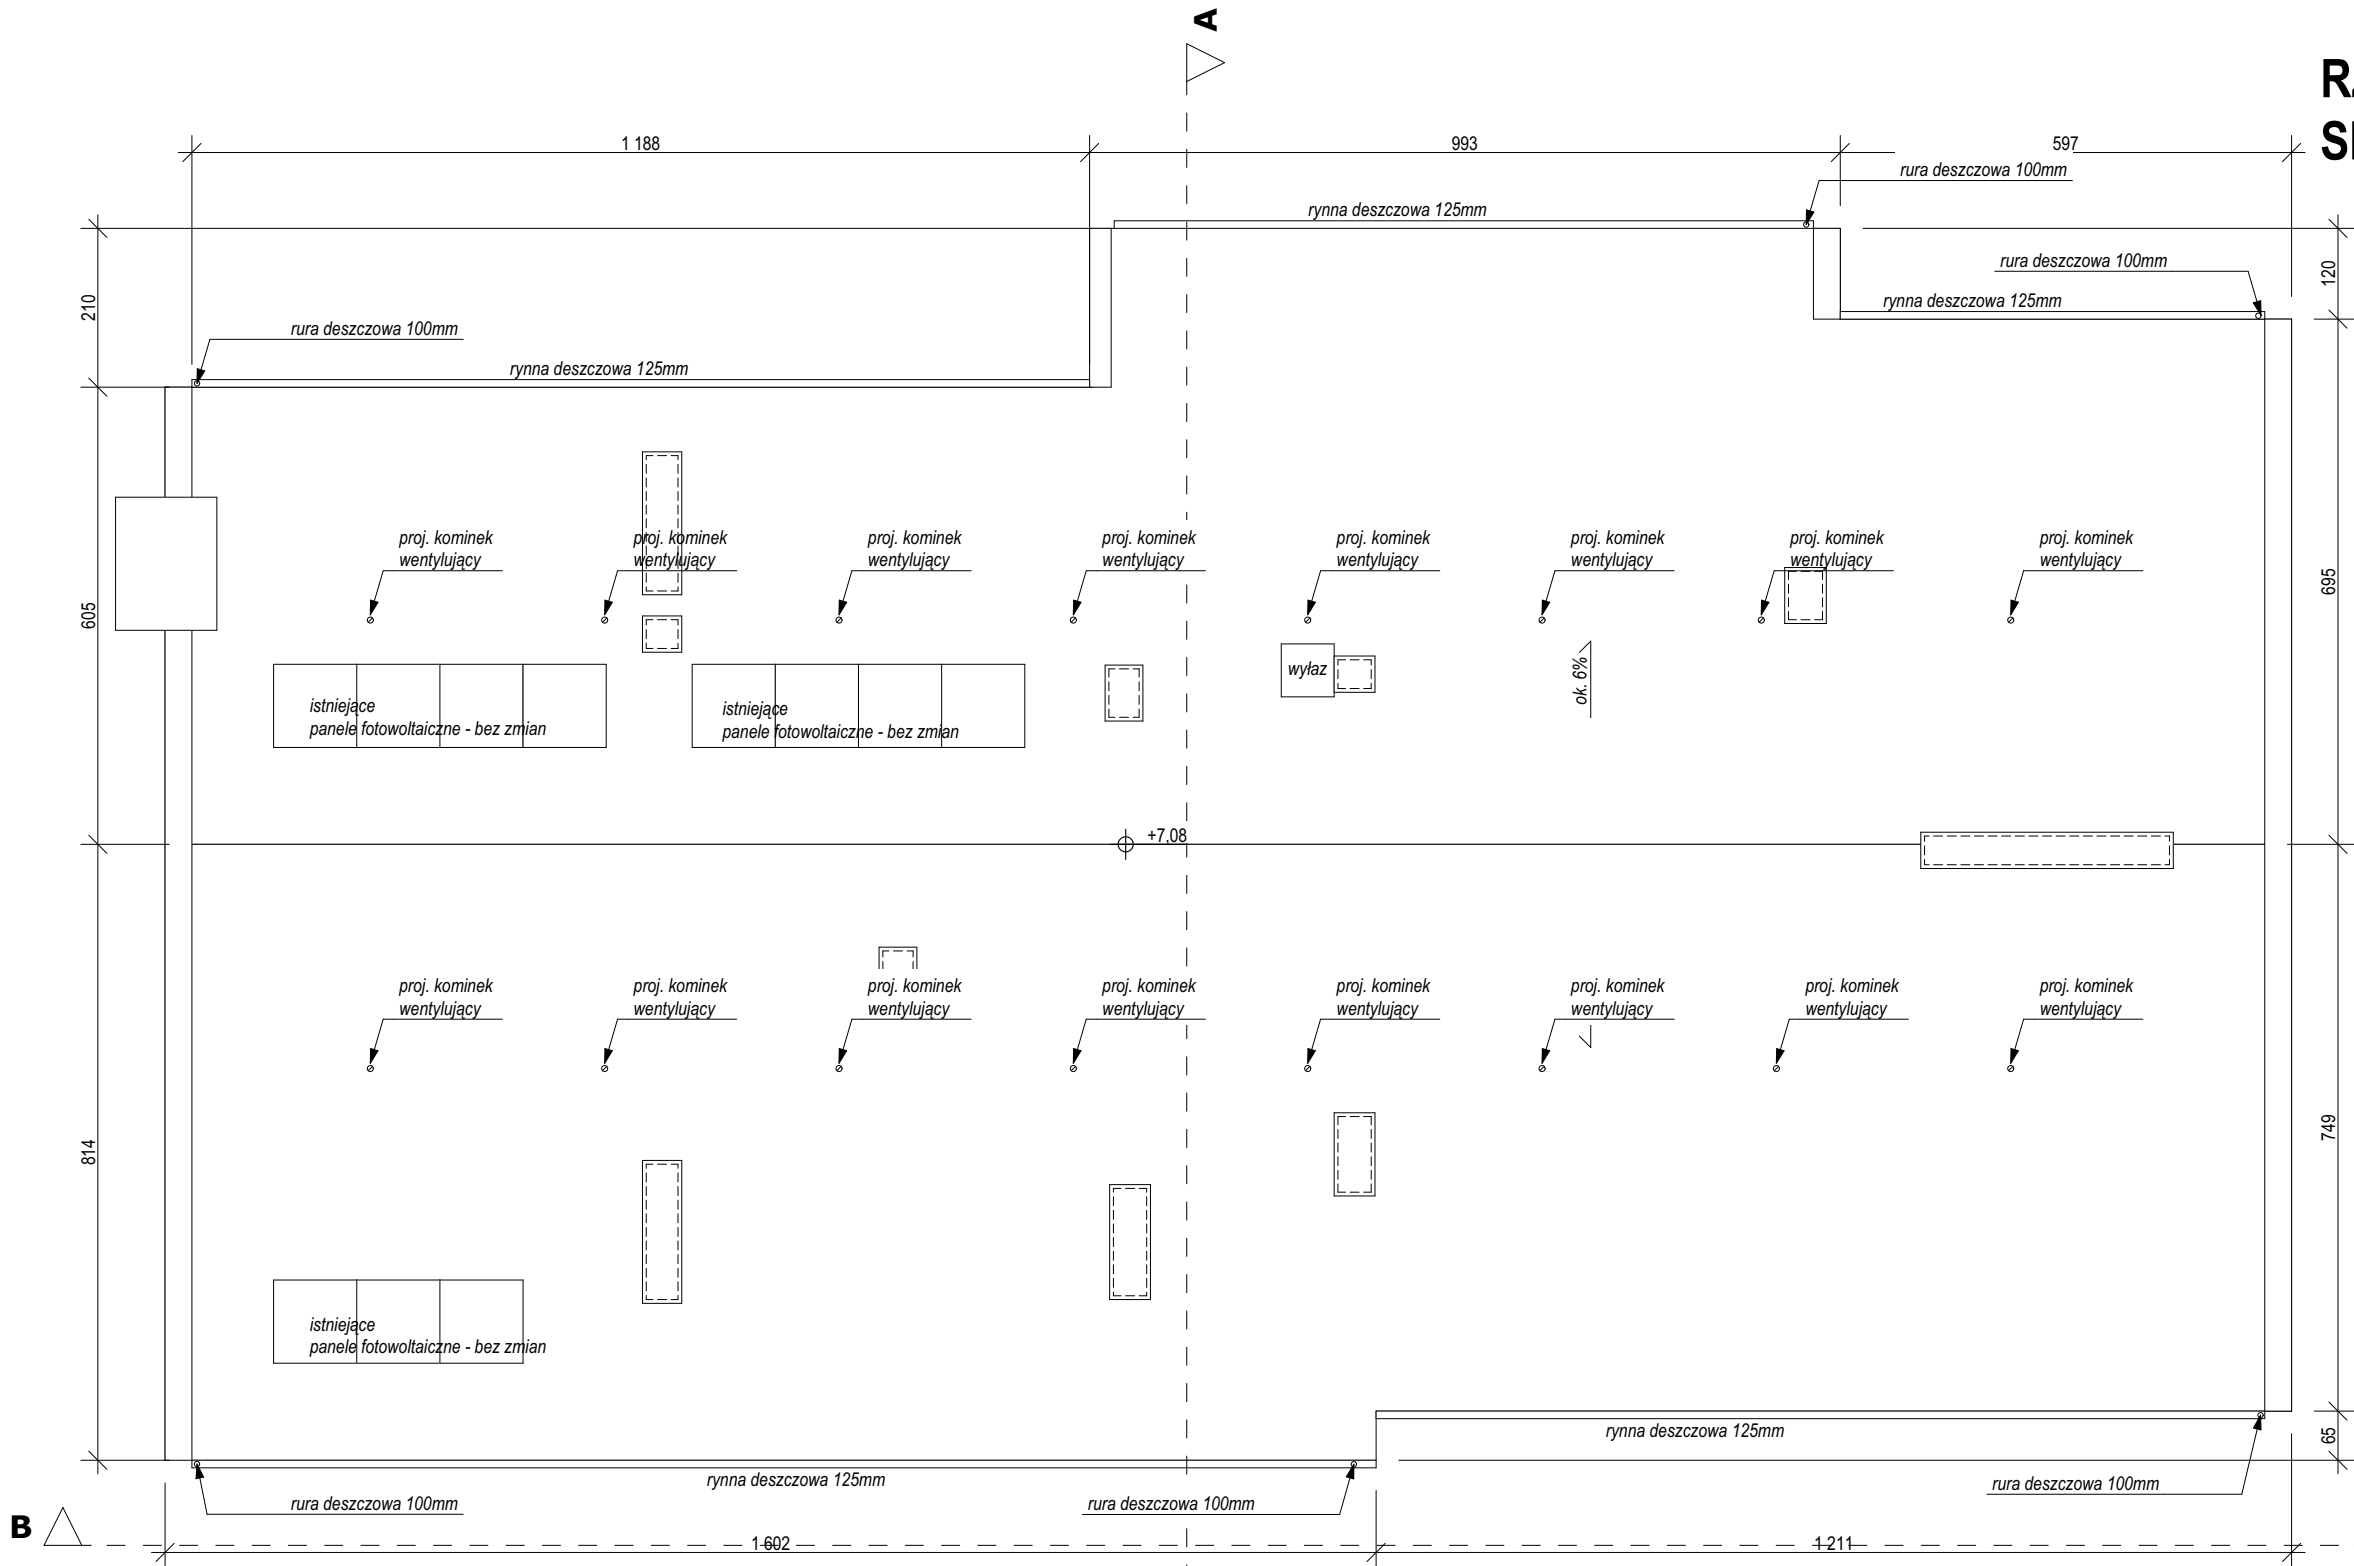 A
R
S
1 188
993
597
rura deszczowa 100mm
rynna deszczowa 125mm
rura deszczowa 100mm
120
rynna deszczowa 125mm
210
rura deszczowa 100mm
rynna deszczowa 125mm
proj. kominek
wentylujący
proj. kominek
wentylujący
proj. kominek
wentylujący
proj. kominek
wentylujący
proj. kominek
wentylujący
proj. kominek
wentylujący
proj. kominek
wentylujący
proj. kominek
wentylujący
605
695
wyłaz
ok. 6%
istniejące
panele fotowoltaiczne - bez zmian
istniejące
panele fotowoltaiczne - bez zmian
+7,08
proj. kominek
wentylujący
proj. kominek
wentylujący
proj. kominek
wentylujący
proj. kominek
wentylujący
proj. kominek
wentylujący
proj. kominek
wentylujący
proj. kominek
wentylujący
proj. kominek
wentylujący
814
749
istniejące
panele fotowoltaiczne - bez zmian
rynna deszczowa 125mm
65
rynna deszczowa 125mm
rura deszczowa 100mm
rura deszczowa 100mm
rura deszczowa 100mm
B
1 602
1 211